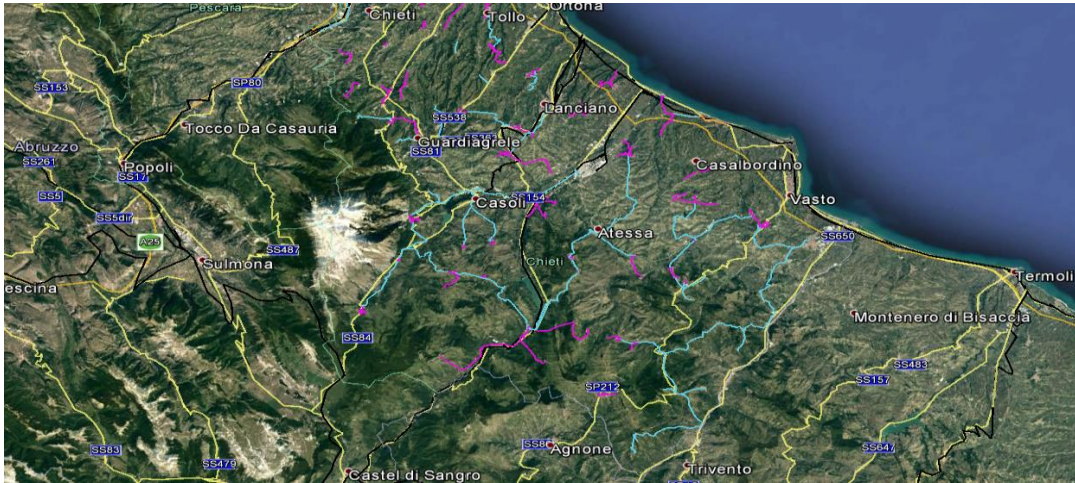 Pescara
Chieti
Tollo
Ortona
SS153
SP80
Lanciano
Tocco Da Casauria
SS538
Guardiagrele
SS81
Abruzzo
SS261
Popoli
SS17
Casalbordino
SS5
SS5dir
Casoli
SS154
Vasto
A25
SS487
Atessa
SS650
Sulmona
Chieti
Termoli
escina
Montenero di Bisaccia
SS84
SS483
SS157
SP212
SS83
SS479
SS86
Agnone
SS647
Castel di Sangro
Trivento